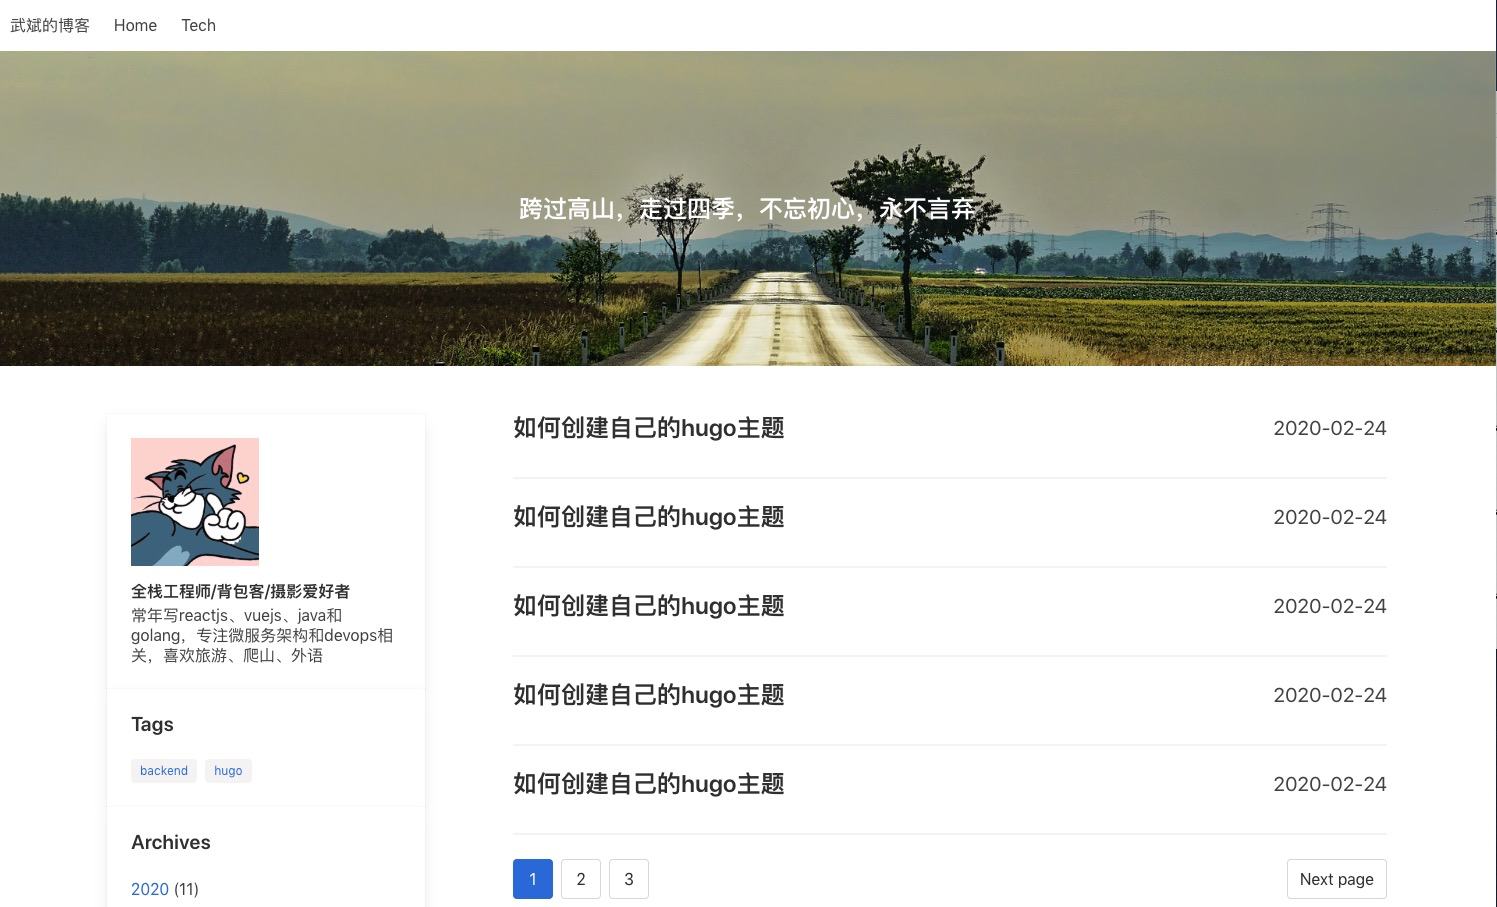 武斌的博客 Home Tech
跨过高山，走过四季，不忘初心，永不言弃
全栈工程师/背包客/摄影爱好者
常年写reactjs、vuejs、java和
golang，专注微服务架构和devops相
关，喜欢旅游、爬山、外语
Tags
backend hugo
Archives
2020 (11)
如何创建自己的hugo主题 2020-02-24
如何创建自己的hugo主题 2020-02-24
如何创建自己的hugo主题 2020-02-24
如何创建自己的hugo主题 2020-02-24
如何创建自己的hugo主题 2020-02-24
1 2 3 Next page